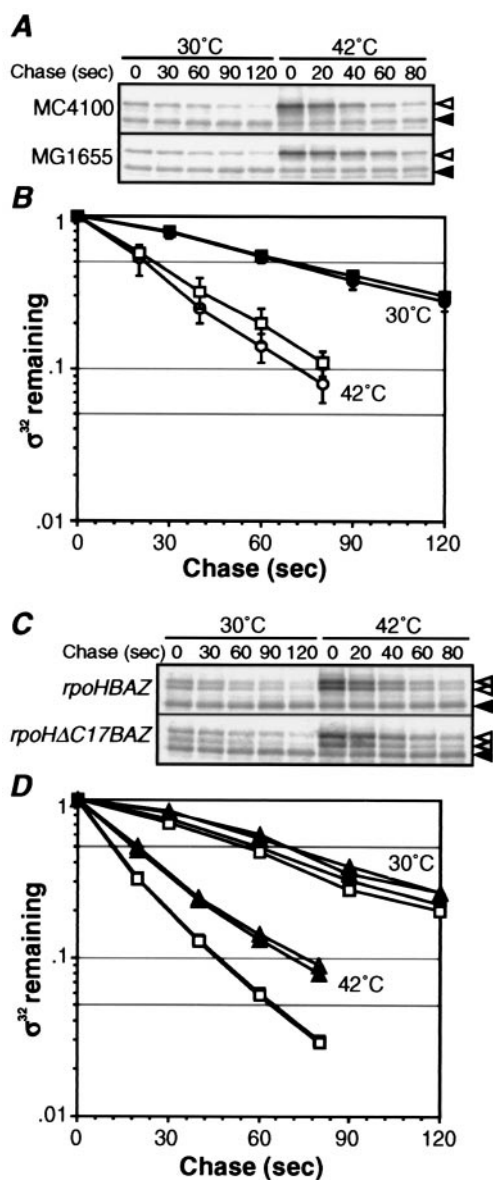 A
30°C 42°C
Chase (sec) 0 30 60 90 120 0 20 40 60 80
MC4100
MG1655
B
1
0.1
.01
σ³² remaining
30°C
42°C
0 30 60 90 120
Chase (sec)
C
30°C 42°C
Chase (sec) 0 30 60 90 120 0 20 40 60 80
rpoHBAZ
rpoHΔC17BAZ
D
1
0.1
.01
σ³² remaining
30°C
42°C
0 30 60 90 120
Chase (sec)